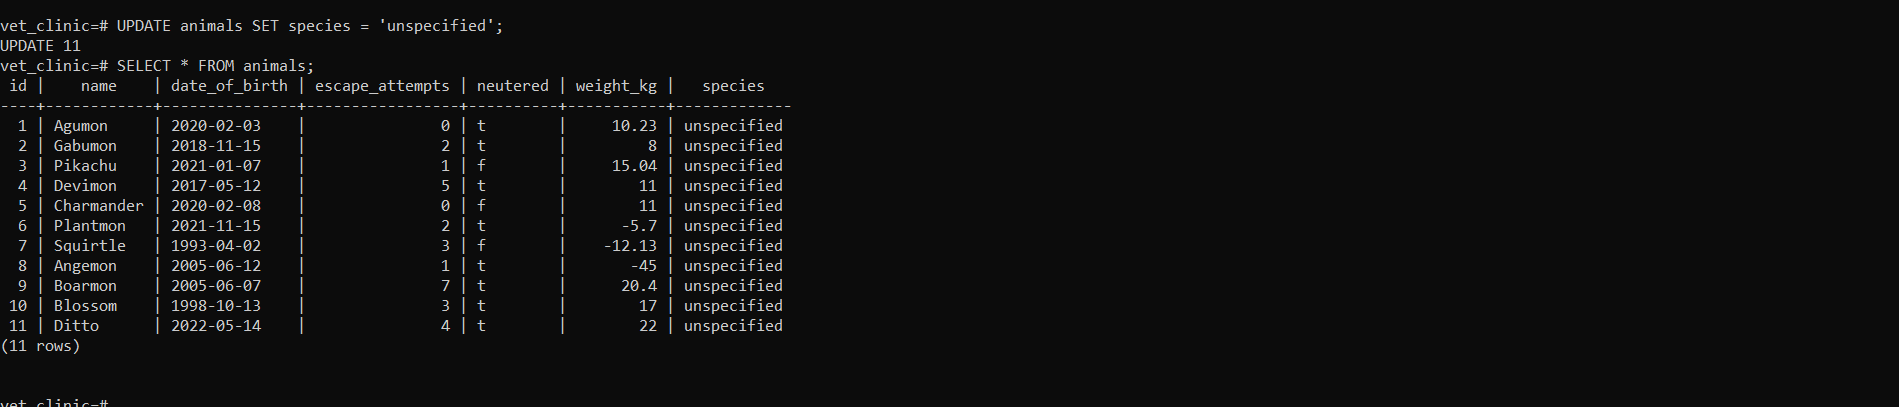 vet_clinic=# UPDATE animals SET species = 'unspecified';
UPDATE 11
vet_clinic=# SELECT * FROM animals;
 id |    name    | date_of_birth | escape_attempts | neutered | weight_kg |   species
----+------------+---------------+-----------------+----------+-----------+-------------
  1 | Agumon     | 2020-02-03    |               0 | t        |     10.23 | unspecified
  2 | Gabumon    | 2018-11-15    |               2 | t        |         8 | unspecified
  3 | Pikachu    | 2021-01-07    |               1 | f        |     15.04 | unspecified
  4 | Devimon    | 2017-05-12    |               5 | t        |        11 | unspecified
  5 | Charmander | 2020-02-08    |               0 | f        |        11 | unspecified
  6 | Plantmon   | 2021-11-15    |               2 | t        |      -5.7 | unspecified
  7 | Squirtle   | 1993-04-02    |               3 | f        |    -12.13 | unspecified
  8 | Angemon    | 2005-06-12    |               1 | t        |       -45 | unspecified
  9 | Boarmon    | 2005-06-07    |               7 | t        |      20.4 | unspecified
 10 | Blossom    | 1998-10-13    |               3 | t        |        17 | unspecified
 11 | Ditto      | 2022-05-14    |               4 | t        |        22 | unspecified
(11 rows)
vet_clinic=#